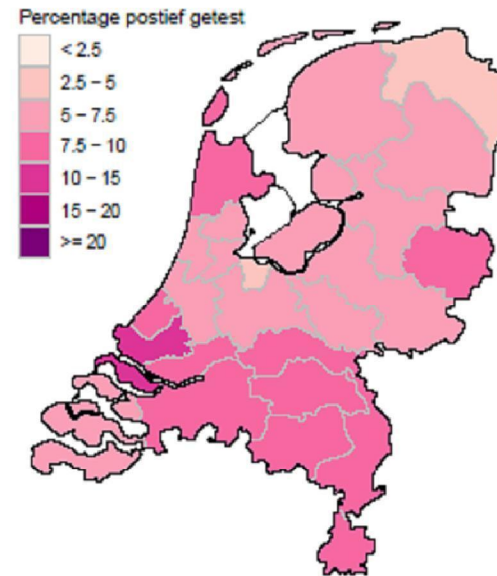 Percentage postief getest
< 2.5
2.5 – 5
5 – 7.5
7.5 – 10
10 – 15
15 – 20
>= 20